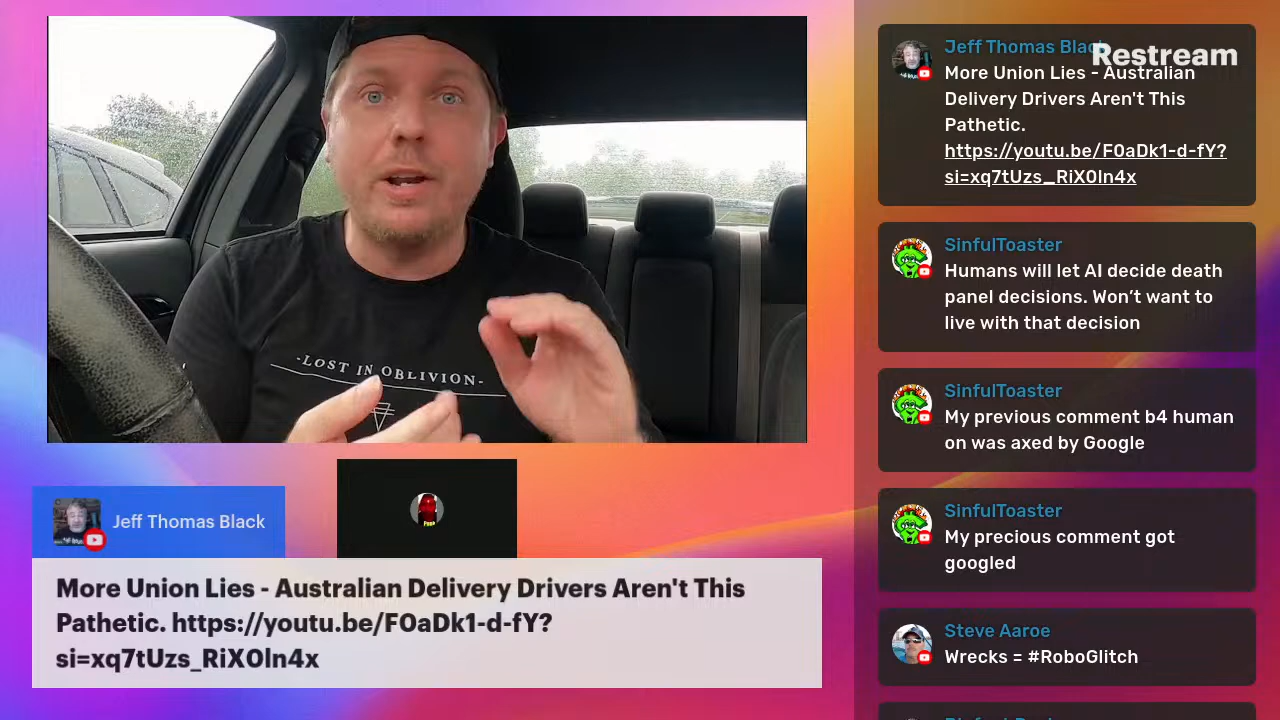 -LOST IN OBLIVION-
Jeff Thomas Black
More Union Lies - Australian Delivery Drivers Aren't This
Pathetic. https://youtu.be/F0aDk1-d-fY?
si=xq7tUzs_RiX0ln4x
Restream
Jeff Thomas Black
More Union Lies - Australian
Delivery Drivers Aren't This
Pathetic.
https://youtu.be/F0aDk1-d-fY?
si=xq7tUzs_RiX0ln4x
SinfulToaster
Humans will let AI decide death
panel decisions. Won’t want to
live with that decision
SinfulToaster
My previous comment b4 human
on was axed by Google
SinfulToaster
My precious comment got
googled
Steve Aaroe
Wrecks = #RoboGlitch